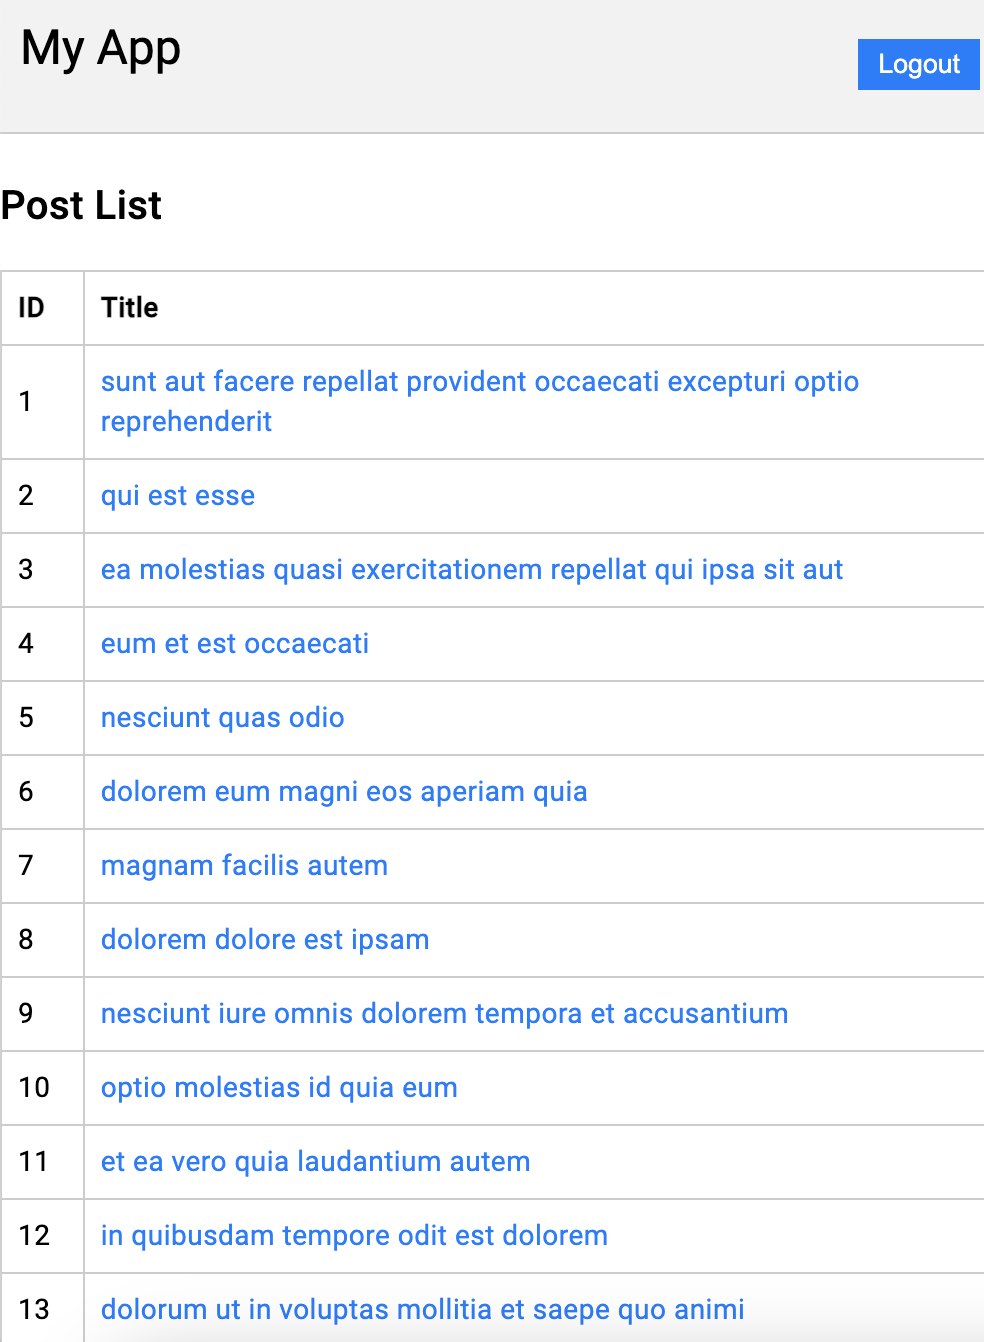 My App
Logout
Post List
ID Title
1 sunt aut facere repellat provident occaecati excepturi optio
reprehenderit
2 qui est esse
3 ea molestias quasi exercitationem repellat qui ipsa sit aut
4 eum et est occaecati
5 nesciunt quas odio
6 dolorem eum magni eos aperiam quia
7 magnam facilis autem
8 dolorem dolore est ipsam
9 nesciunt iure omnis dolorem tempora et accusantium
10 optio molestias id quia eum
11 et ea vero quia laudantium autem
12 in quibusdam tempore odit est dolorem
13 dolorum ut in voluptas mollitia et saepe quo animi